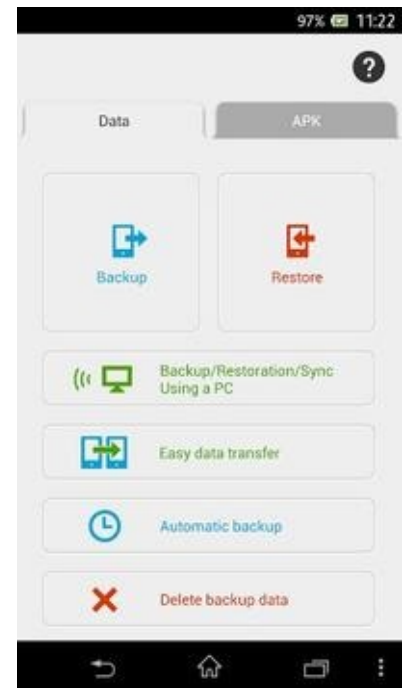 97% 11:22
?
Data APK
Backup Restore
Backup/Restoration/Sync
Using a PC
Easy data transfer
Automatic backup
Delete backup data